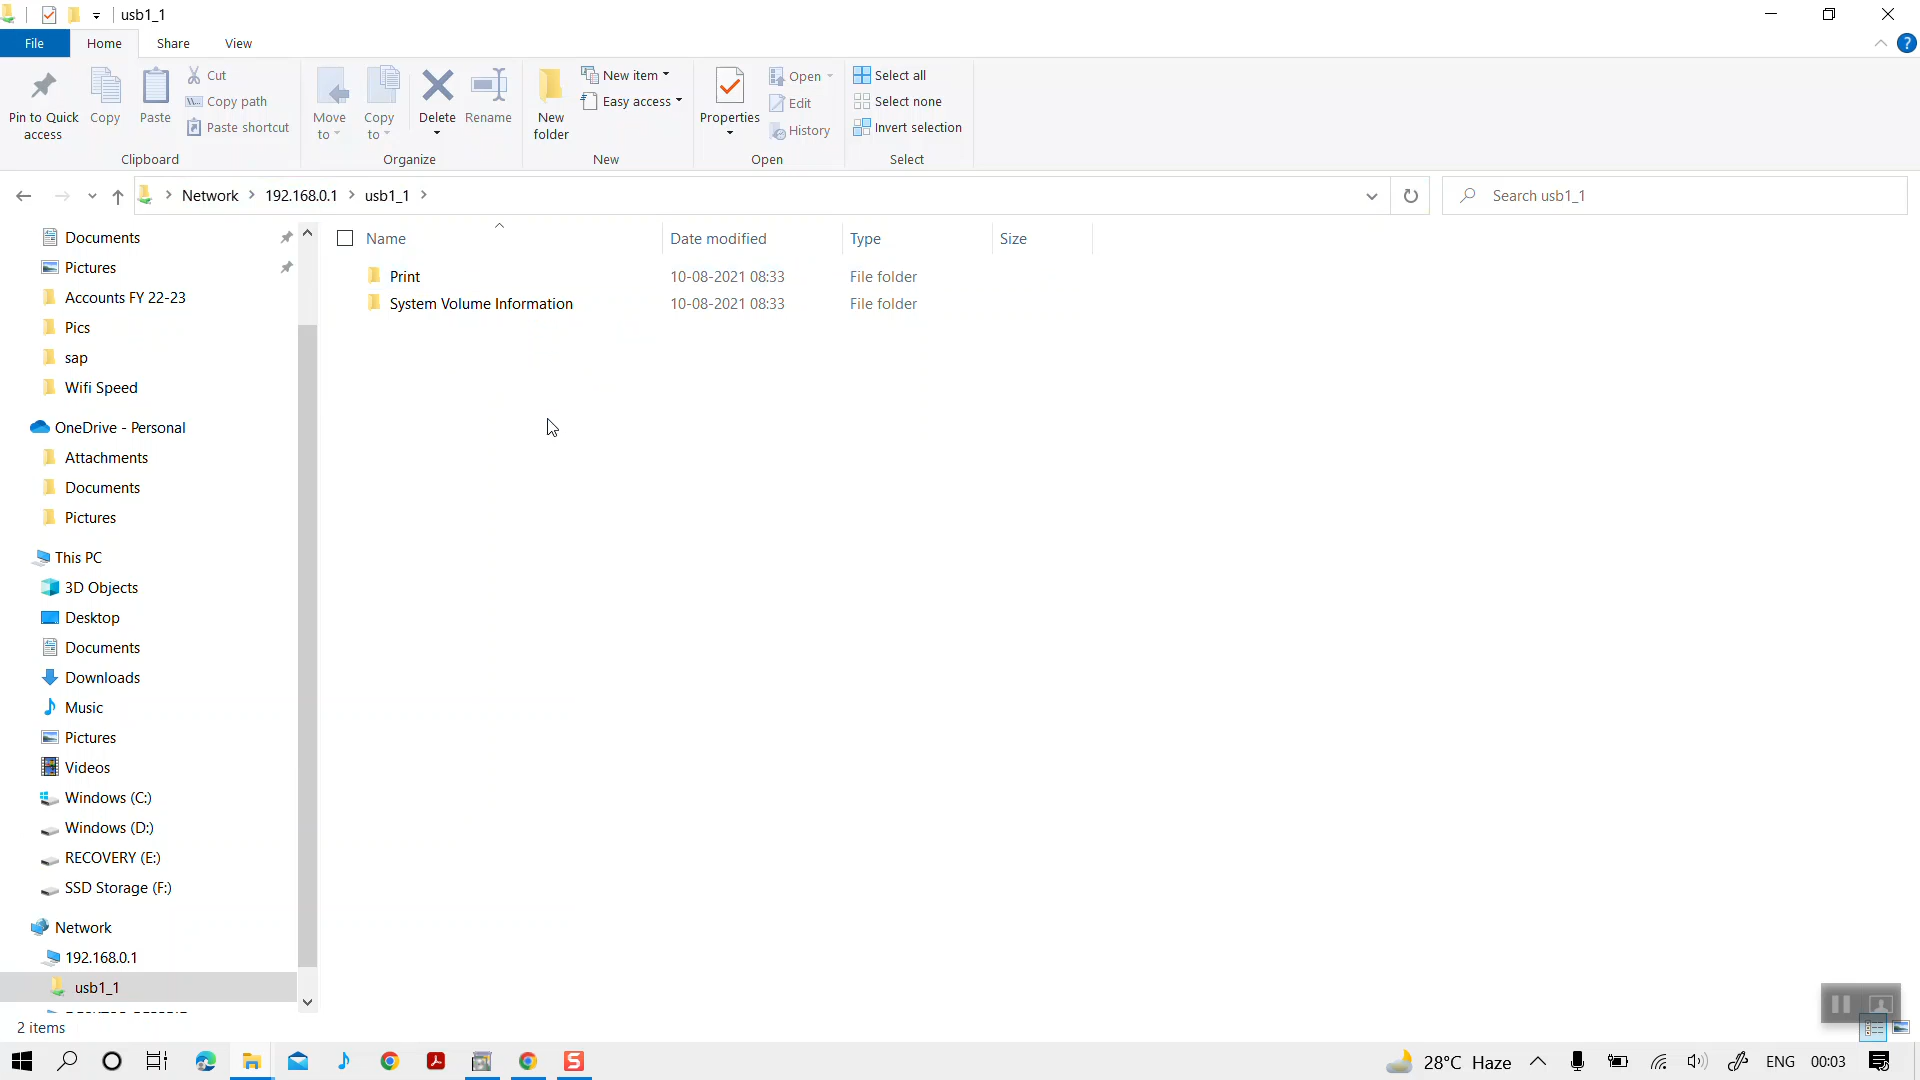 usb1_1
File
Home
Share
View
Pin to Quick access
Copy
Paste
Cut
Copy path
Paste shortcut
Clipboard
Move to
Copy to
Delete
Rename
Organize
New folder
New item
Easy access
New
Properties
Open
Edit
History
Open
Select all
Select none
Invert selection
Select
Network
192.168.0.1
usb1_1
Search usb1_1
Documents
Pictures
Accounts FY 22-23
Pics
sap
Wifi Speed
OneDrive - Personal
Attachments
Documents
Pictures
This PC
3D Objects
Desktop
Documents
Downloads
Music
Pictures
Videos
Windows (C:)
Windows (D:)
RECOVERY (E:)
SSD Storage (F:)
Network
192.168.0.1
usb1_1
Name Date modified Type Size
Print 10-08-2021 08:33 File folder
System Volume Information 10-08-2021 08:33 File folder
2 items
28°C Haze ENG 00:03